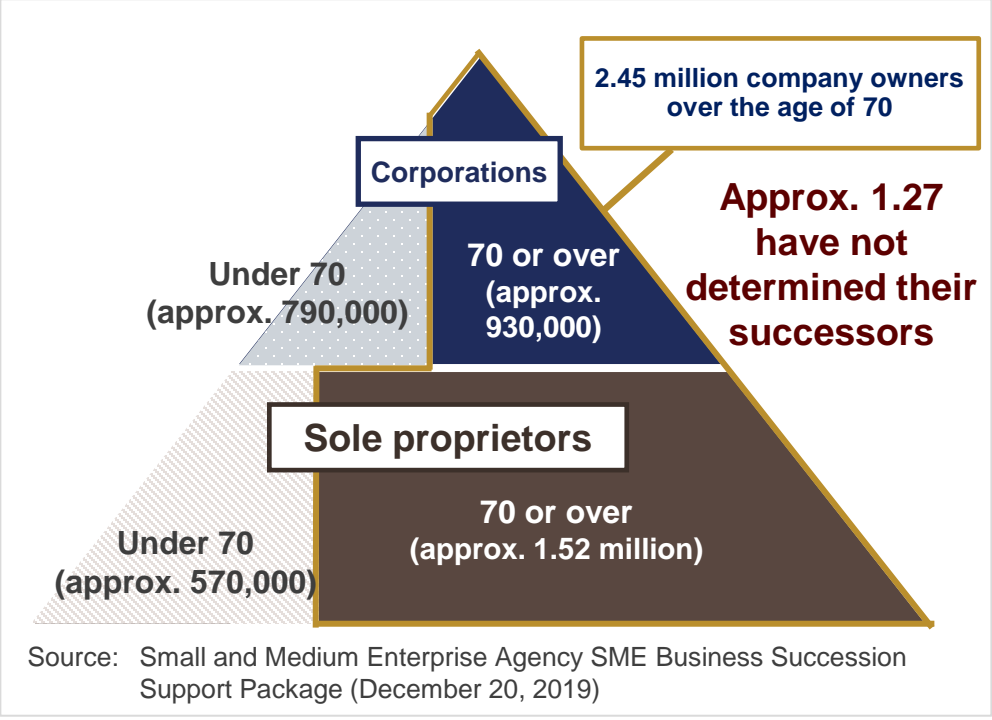 2.45 million company owners
over the age of 70
Corporations
Approx. 1.27
have not
determined their
successors
Under 70
(approx. 790,000)
70 or over
(approx.
930,000)
Sole proprietors
70 or over
(approx. 1.52 million)
Under 70
(approx. 570,000)
Source: Small and Medium Enterprise Agency SME Business Succession
Support Package (December 20, 2019)